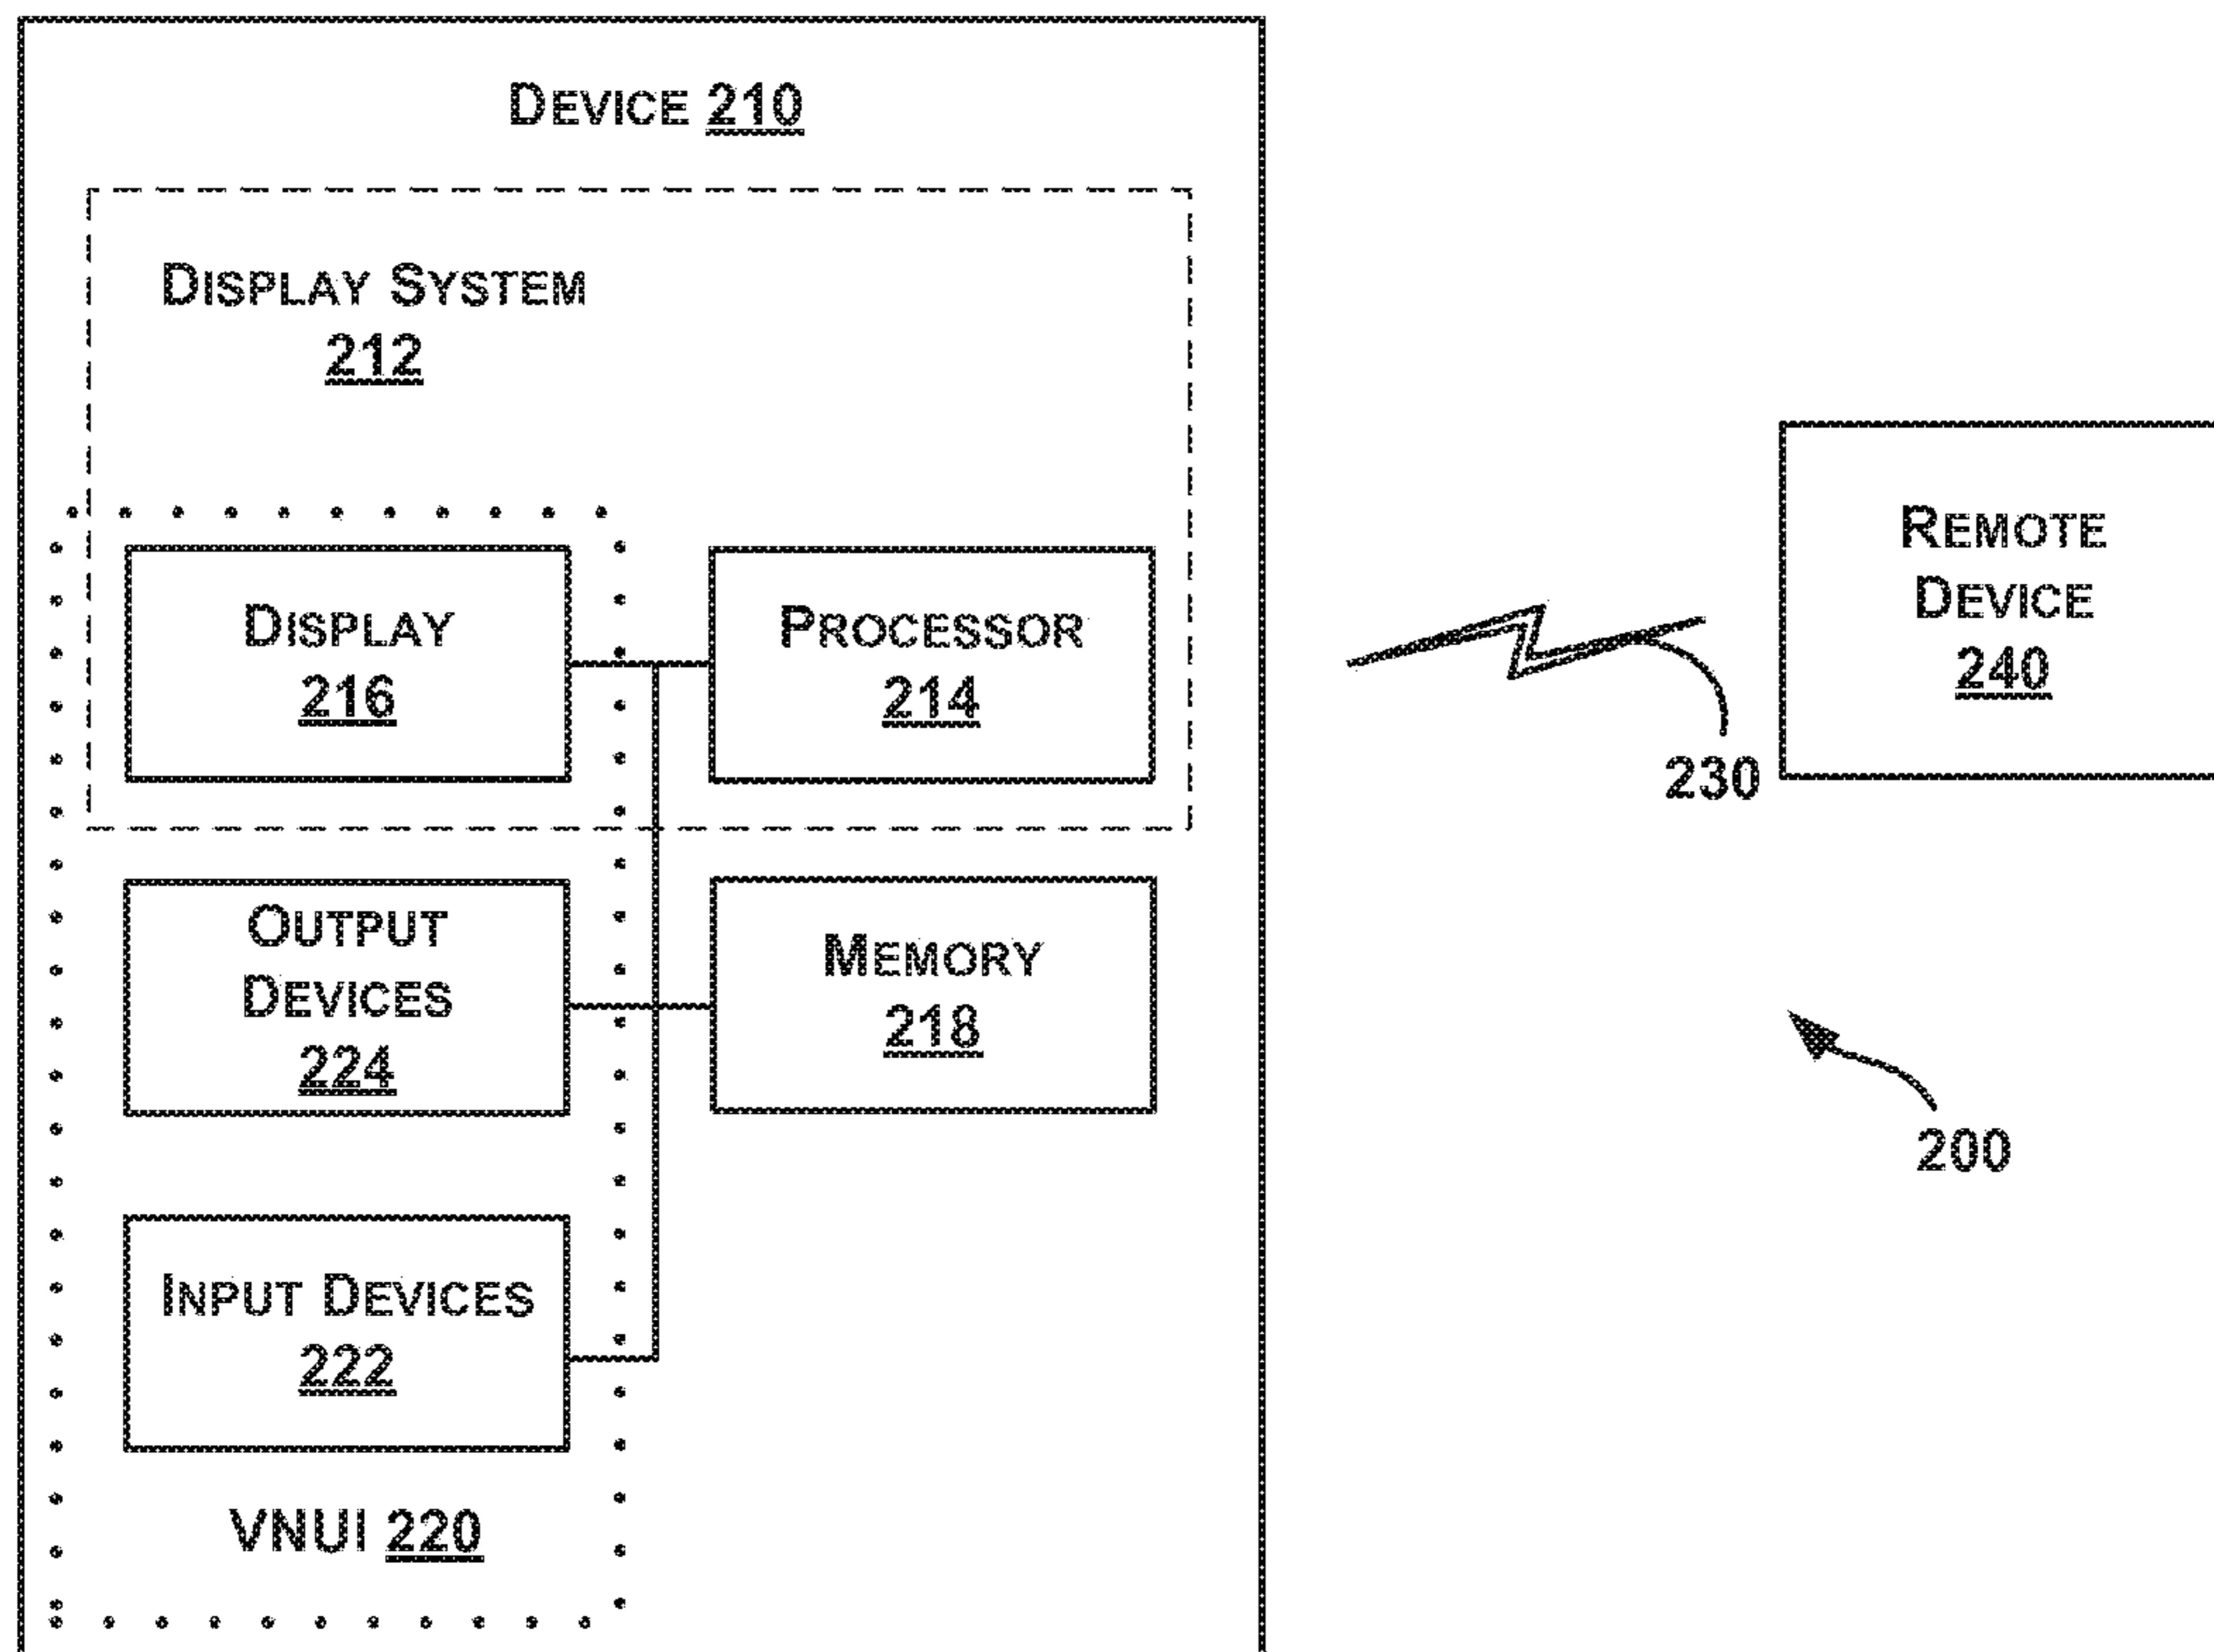 DEVICE 210
DISPLAY SYSTEM
212
DISPLAY
216
PROCESSOR
214
REMOTE
DEVICE
240
230
OUTPUT
DEVICES
224
MEMORY
218
200
INPUT DEVICES
222
VNUI 220